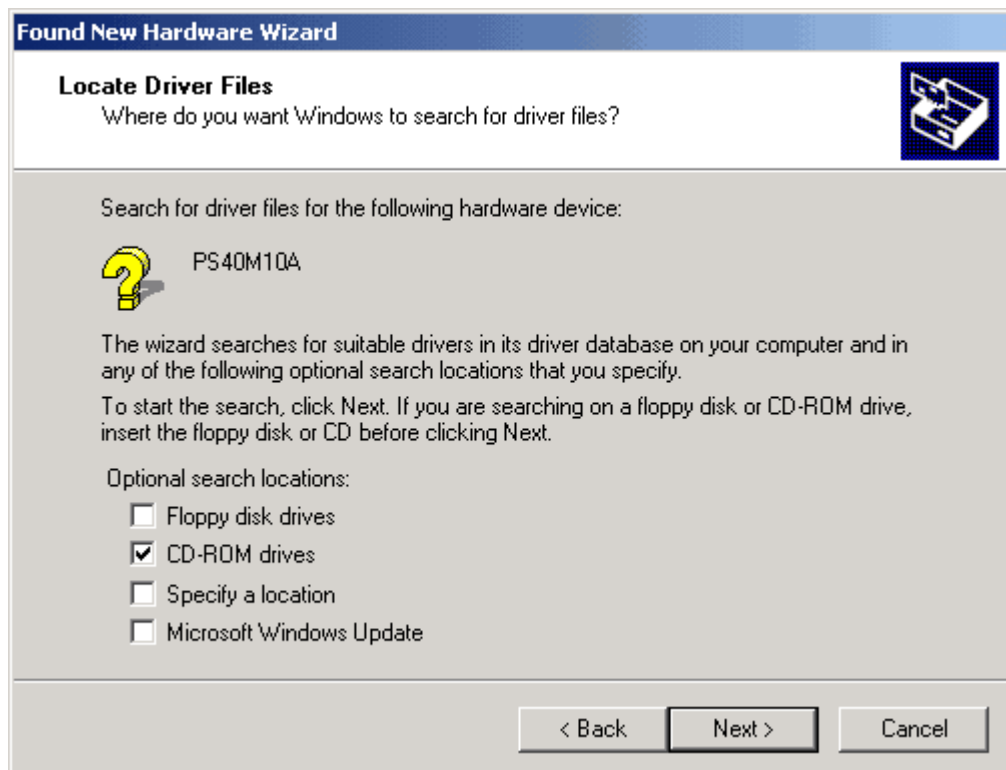 Found New Hardware Wizard
Locate Driver Files
Where do you want Windows to search for driver files?
Search for driver files for the following hardware device:
PS40M10A
The wizard searches for suitable drivers in its driver database on your computer and in
any of the following optional search locations that you specify.
To start the search, click Next. If you are searching on a floppy disk or CD-ROM drive,
insert the floppy disk or CD before clicking Next.
Optional search locations:
Floppy disk drives
CD-ROM drives
Specify a location
Microsoft Windows Update
< Back
Next >
Cancel